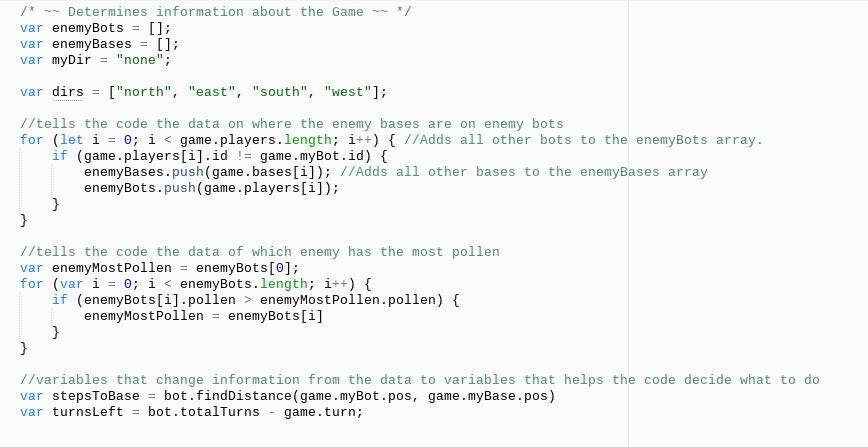 /* ~~ Determines information about the Game ~~ */
var enemyBots = [];
var enemyBases = [];
var myDir = "none";
var dirs = ["north", "east", "south", "west"];
//tells the code the data on where the enemy bases are on enemy bots
for (let i = 0; i < game.players.length; i++) { //Adds all other bots to the enemyBots array.
    if (game.players[i].id != game.myBot.id) {
        enemyBases.push(game.bases[i]); //Adds all other bases to the enemyBases array
        enemyBots.push(game.players[i]);
    }
}
//tells the code the data of which enemy has the most pollen
var enemyMostPollen = enemyBots[0];
for (var i = 0; i < enemyBots.length; i++) {
    if (enemyBots[i].pollen > enemyMostPollen.pollen) {
        enemyMostPollen = enemyBots[i]
    }
}
//variables that change information from the data to variables that helps the code decide what to do
var stepsToBase = bot.findDistance(game.myBot.pos, game.myBase.pos)
var turnsLeft = bot.totalTurns - game.turn;